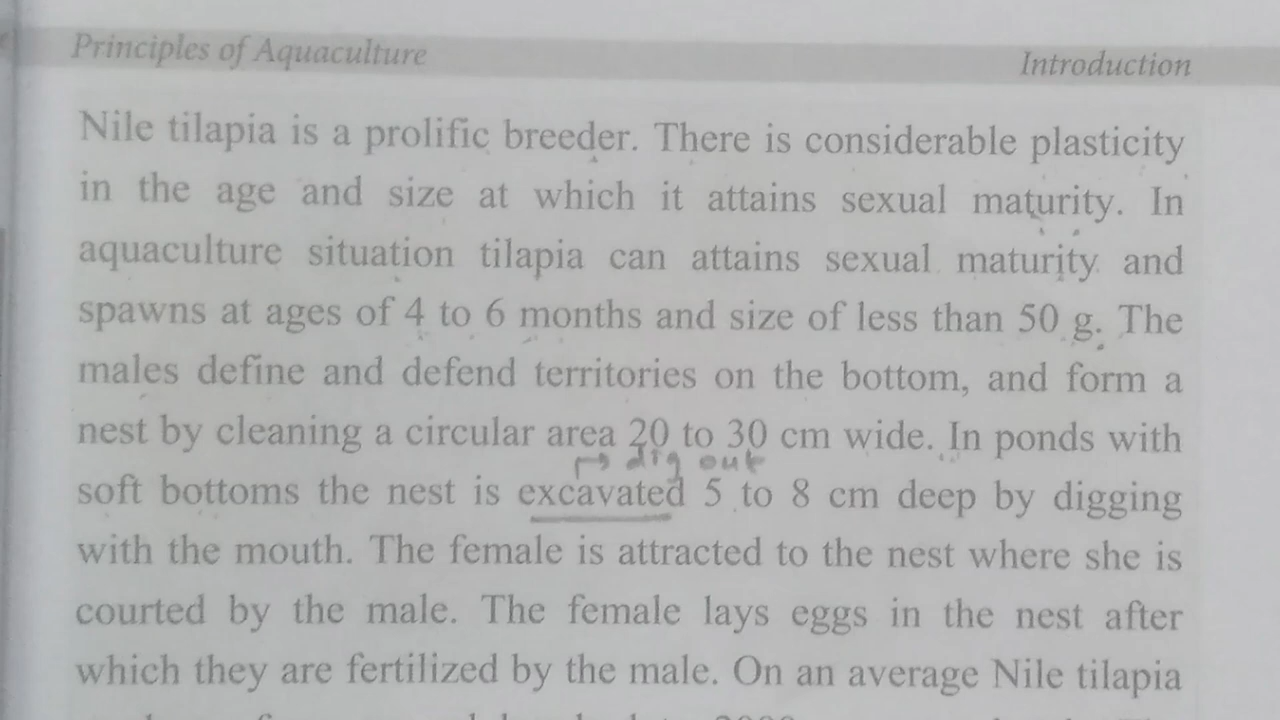 Principles of Aquaculture
Introduction
Nile tilapia is a prolific breeder. There is considerable plasticity
in the age and size at which it attains sexual maturity. In
aquaculture situation tilapia can attains sexual maturity and
spawns at ages of 4 to 6 months and size of less than 50 g. The
males define and defend territories on the bottom, and form a
nest by cleaning a circular area 20 to 30 cm wide. In ponds with
→ dig out
soft bottoms the nest is excavated 5 to 8 cm deep by digging
with the mouth. The female is attracted to the nest where she is
courted by the male. The female lays eggs in the nest after
which they are fertilized by the male. On an average Nile tilapia